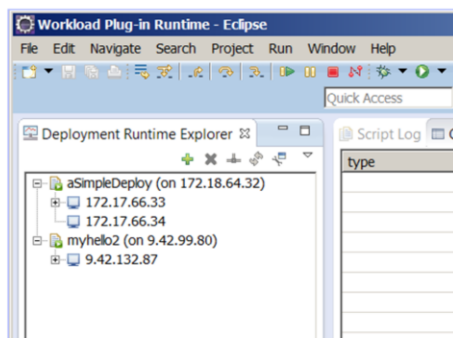 Workload Plug-in Runtime - Eclipse
File Edit Navigate Search Project Run Window Help
Quick Access
Deployment Runtime Explorer
Script Log
type
aSimpleDeploy (on 172.18.64.32)
172.17.66.33
172.17.66.34
myhello2 (on 9.42.99.80)
9.42.132.87